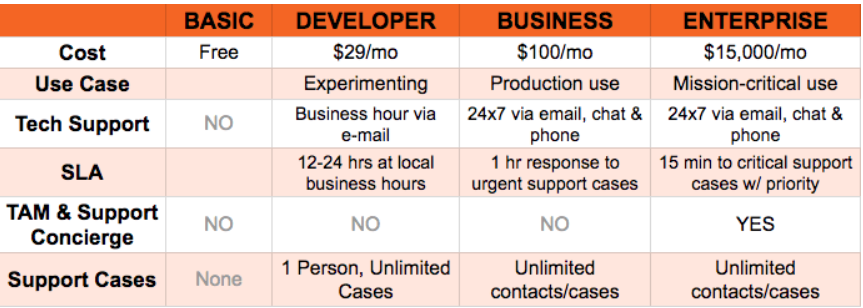 BASIC DEVELOPER BUSINESS ENTERPRISE
Cost Free $29/mo $100/mo $15,000/mo
Use Case Experimenting Production use Mission-critical use
Tech Support NO Business hour via e-mail 24x7 via email, chat & phone 24x7 via email, chat & phone
SLA 12-24 hrs at local business hours 1 hr response to urgent support cases 15 min to critical support cases w/ priority
TAM & Support Concierge NO NO NO YES
Support Cases None 1 Person, Unlimited Cases Unlimited contacts/cases Unlimited contacts/cases